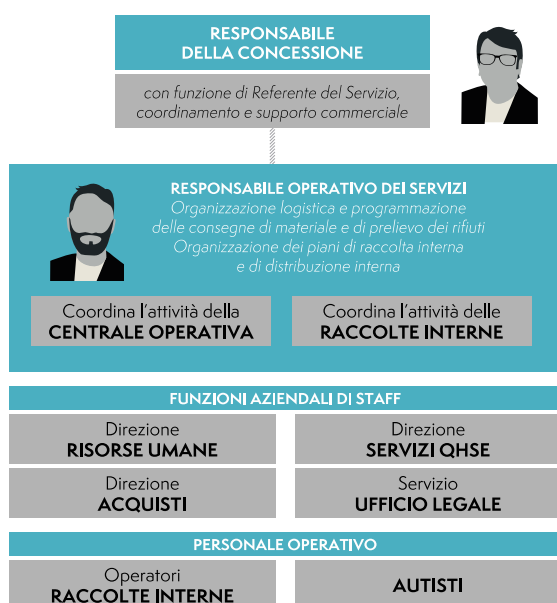 RESPONSABILE
DELLA CONCESSIONE
con funzione di Referente del Servizio,
coordinamento e supporto commerciale
RESPONSABILE OPERATIVO DEI SERVIZI
Organizzazione logistica e programmazione
delle consegne di materiale e di prelievo dei rifiuti
Organizzazione dei piani di raccolta interna
e di distribuzione interna
Coordina l'attività della
CENTRALE OPERATIVA
Coordina l'attività delle
RACCOLTE INTERNE
FUNZIONI AZIENDALI DI STAFF
Direzione
RISORSE UMANE
Direzione
SERVIZI QHSE
Direzione
ACQUISTI
Servizio
UFFICIO LEGALE
PERSONALE OPERATIVO
Operatori
RACCOLTE INTERNE
AUTISTI